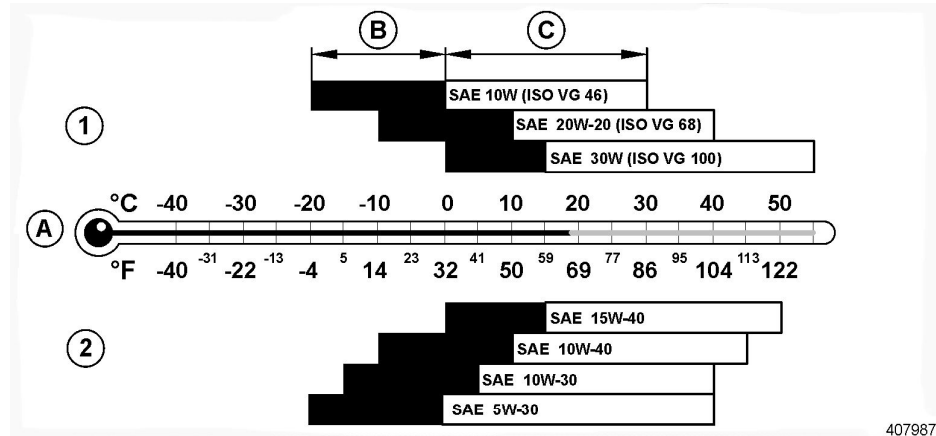 B C
SAE 10W (ISO VG 46)
1 SAE 20W-20 (ISO VG 68)
SAE 30W (ISO VG 100)
°C -40 -30 -20 -10 0 10 20 30 40 50
A
-31 -13 5 23 41 59 77 95 113
°F -40 -22 -4 14 32 50 69 86 104 122
SAE 15W-40
2 SAE 10W-40
SAE 10W-30
SAE 5W-30
407987